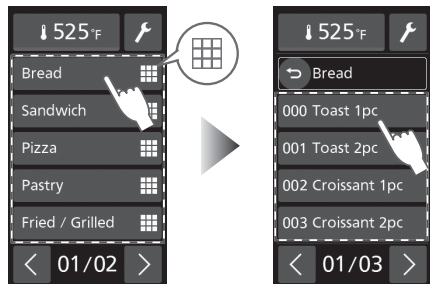 525°F
Bread
Sandwich
Pizza
Pastry
Fried / Grilled
< 01/02 >
525°F
Bread
000 Toast 1pc
001 Toast 2pc
002 Croissant 1pc
003 Croissant 2pc
< 01/03 >